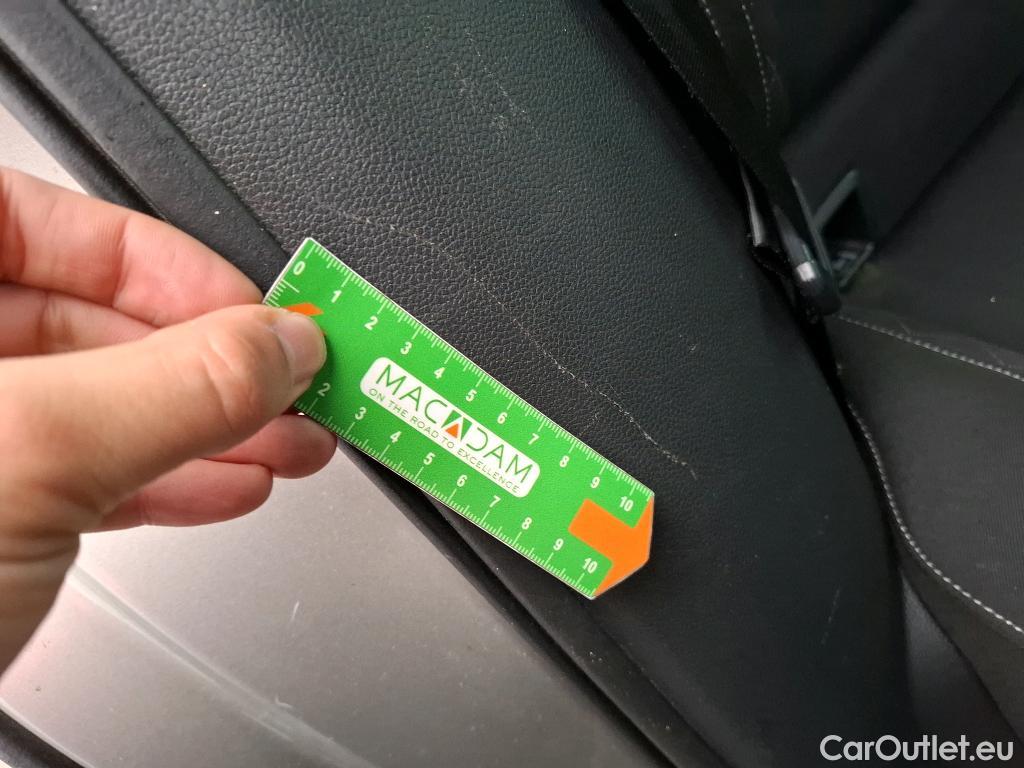 0 1 2 3 4 5 6 7 8 9 10
MACADAM
ON THE ROAD TO EXCELLENCE
2 3 4 5 6 7 8 9 10
CarOutlet.eu